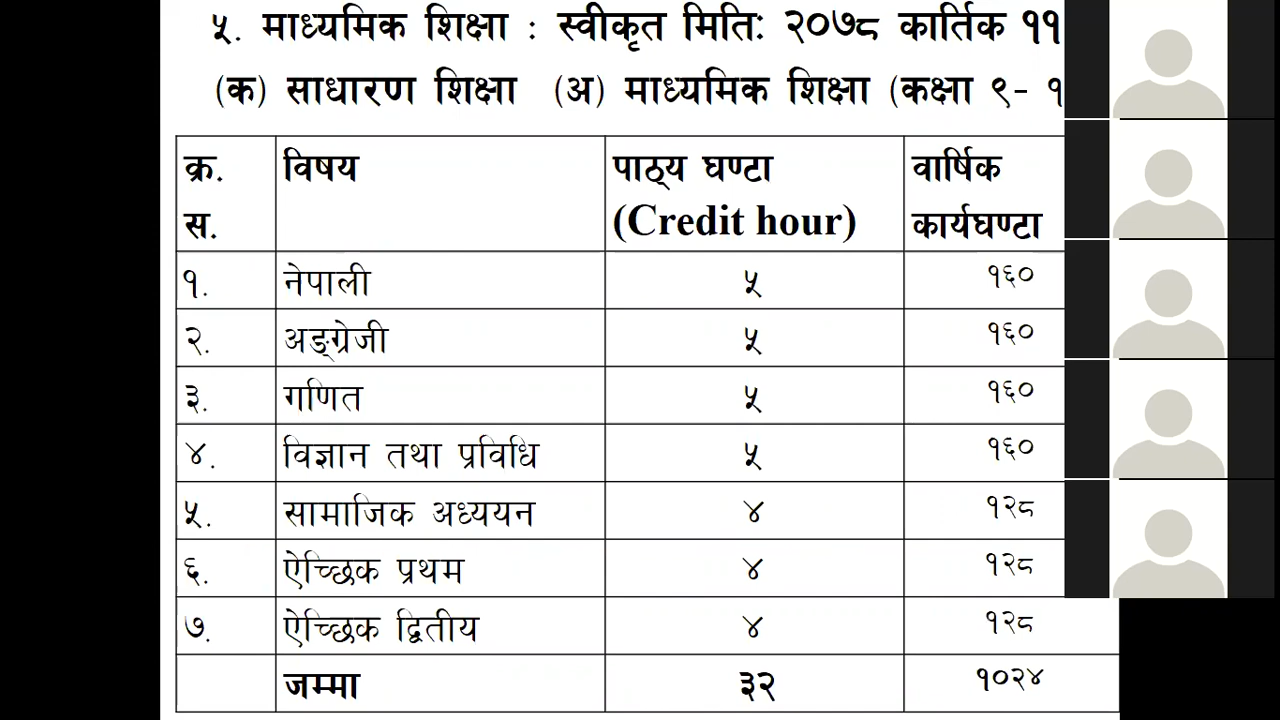 ५. माध्यमिक शिक्षा : स्वीकृत मितिः २०७८ कार्तिक ११
(क) साधारण शिक्षा (अ) माध्यमिक शिक्षा (कक्षा ९- १
क्र. स. विषय पाठ्य घण्टा (Credit hour) वार्षिक कार्यघण्टा
१. नेपाली ५ १६०
२. अङ्ग्रेजी ५ १६०
३. गणित ५ १६०
४. विज्ञान तथा प्रविधि ५ १६०
५. सामाजिक अध्ययन ४ १२८
६. ऐच्छिक प्रथम ४ १२८
७. ऐच्छिक द्वितीय ४ १२८
जम्मा ३२ १०२४